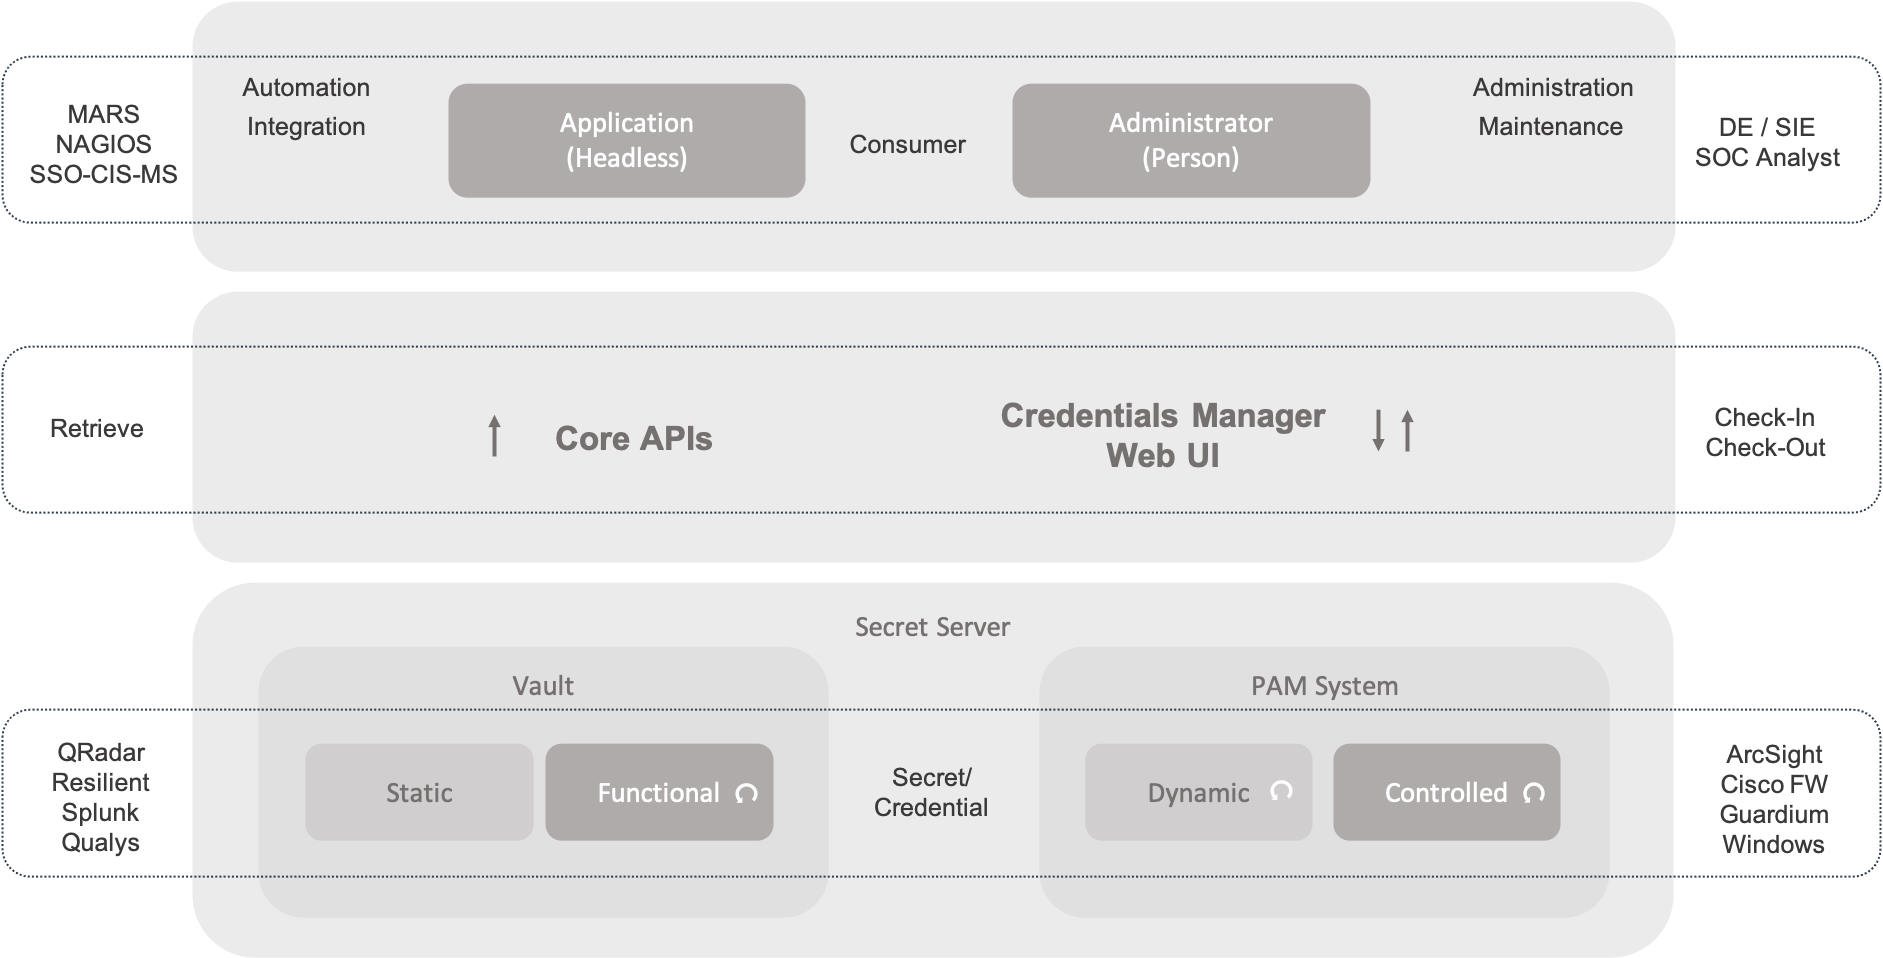 Automation
Integration
MARS
NAGIOS
SSO-CIS-MS
Application
(Headless)
Consumer
Administrator
(Person)
Administration
Maintenance
DE / SIE
SOC Analyst
Retrieve
Core APIs
Credentials Manager
Web UI
Check-In
Check-Out
Secret Server
Vault
PAM System
QRadar
Resilient
Splunk
Qualys
Static
Functional
Secret/
Credential
Dynamic
Controlled
ArcSight
Cisco FW
Guardium
Windows